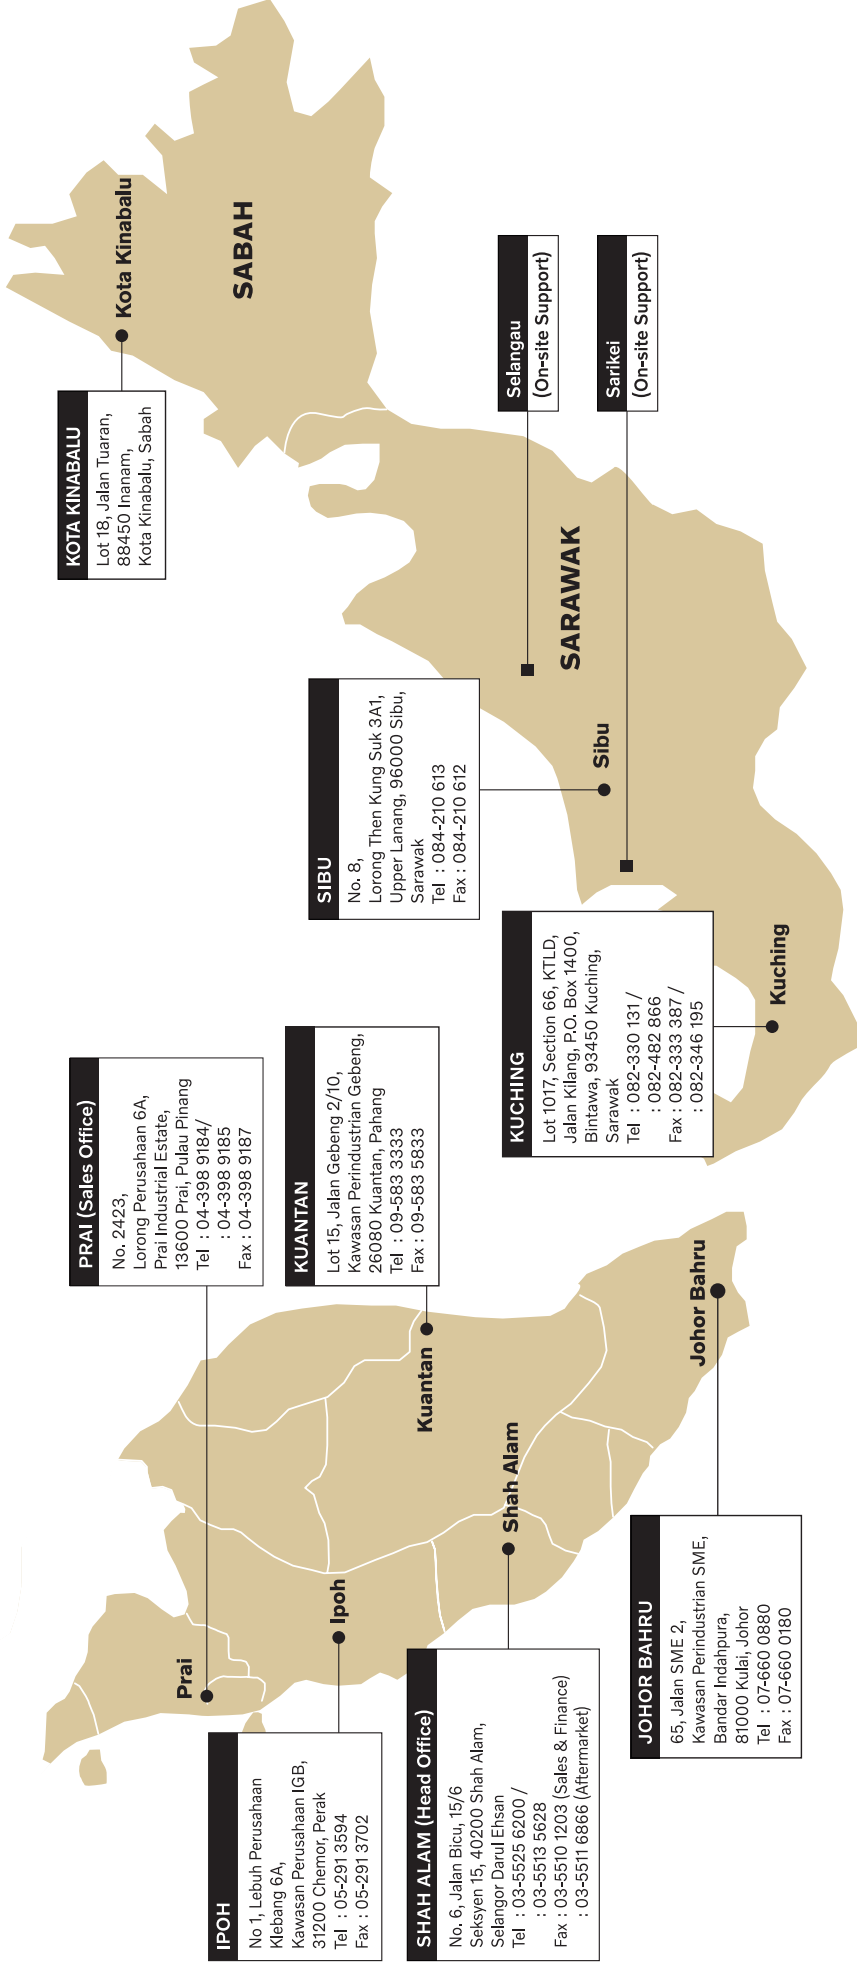 PRAI (Sales Office)
No. 2423,
Lorong Perusahaan 6A,
Prai Industrial Estate,
13600 Prai, Pulau Pinang
Tel : 04-398 9184/
: 04-398 9185
Fax : 04-398 9187
KUANTAN
Lot 15, Jalan Gebeng 2/10,
Kawasan Perindustrian Gebeng,
26080 Kuantan, Pahang
Tel : 09-583 3333
Fax : 09-583 5833
IPOH
No 1, Lebuh Perusahaan
Klebang 6A,
Kawasan Perusahaan IGB,
31200 Chemor, Perak
Tel : 05-291 3594
Fax : 05-291 3702
SHAH ALAM (Head Office)
No. 6, Jalan Bicu, 15/6
Seksyen 15, 40200 Shah Alam,
Selangor Darul Ehsan
Tel : 03-5525 6200 /
: 03-5513 5628
Fax : 03-5510 1203 (Sales & Finance)
: 03-5511 6866 (Aftermarket)
JOHOR BAHRU
65, Jalan SME 2,
Kawasan Perindustrian SME,
Bandar Indahpura,
81000 Kulai, Johor
Tel : 07-660 0880
Fax : 07-660 0180
Prai
Ipoh
Kuantan
Shah Alam
Johor Bahru
KOTA KINABALU
Lot 18, Jalan Tuaran,
88450 Inanam,
Kota Kinabalu, Sabah
Kota Kinabalu
SABAH
SIBU
No. 8,
Lorong Then Kung Suk 3A1,
Upper Lanang, 96000 Sibu,
Sarawak
Tel : 084-210 613
Fax : 084-210 612
KUCHING
Lot 1017, Section 66, KTLD,
Jalan Kilang, P.O. Box 1400,
Bintawa, 93450 Kuching,
Sarawak
Tel : 082-330 131 /
: 082-482 866
Fax : 082-333 387 /
: 082-346 195
Selangau
(On-site Support)
Sarikei
(On-site Support)
SARAWAK
Sibu
Kuching